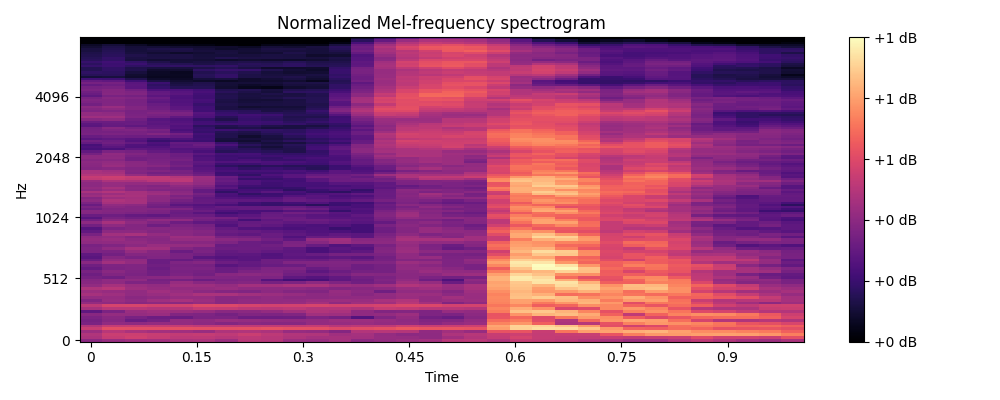 Normalized Mel-frequency spectrogram
+1 dB
4096
+1 dB
2048
+1 dB
Hz
1024
+0 dB
512
+0 dB
0
+0 dB
0 0.15 0.3 0.45 0.6 0.75 0.9
Time